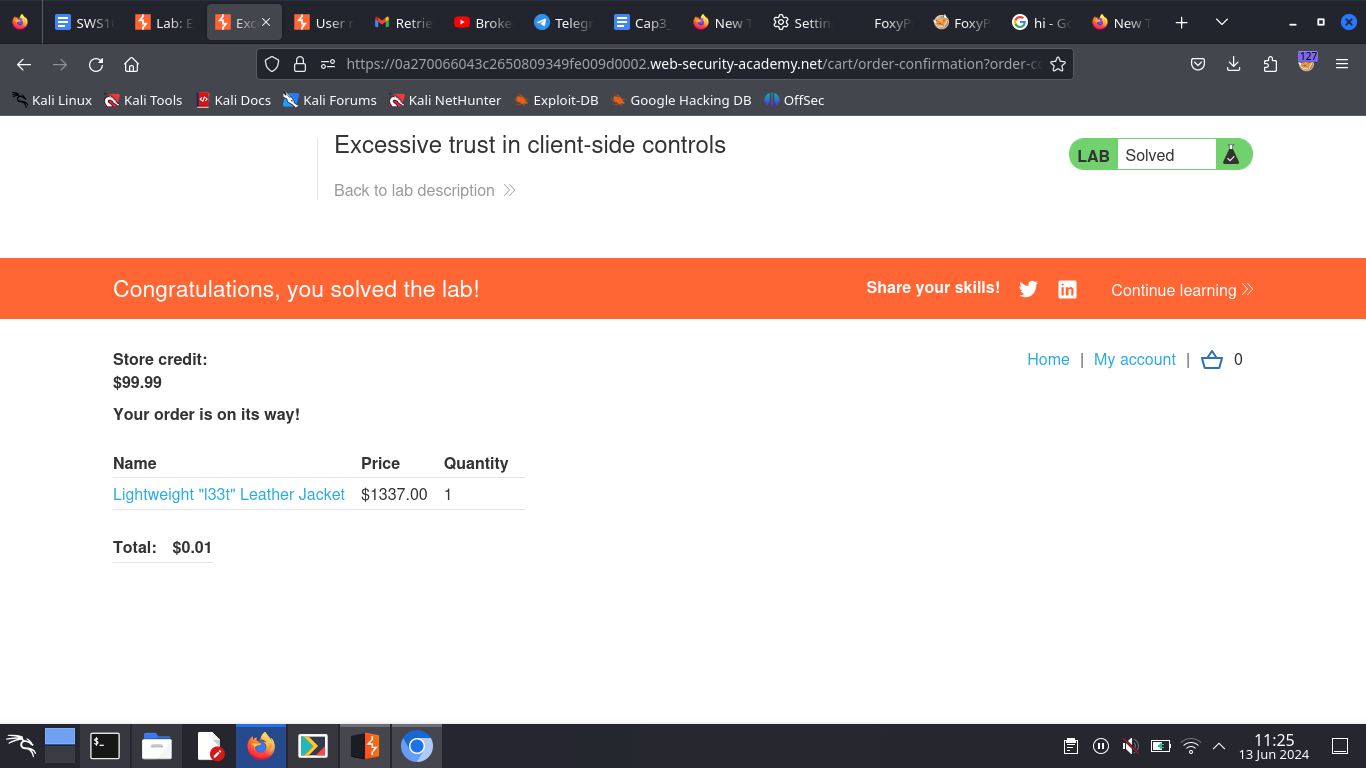 SWS1
Lab: E
Exc
User
Retrie
Broke
Telegr
Cap3_
New T
Settin
FoxyP
FoxyP
hi - Go
New T
https://0a270066043c2650809349fe009d0002.web-security-academy.net/cart/order-confirmation?order-co
127
Kali Linux Kali Tools Kali Docs Kali Forums Kali NetHunter Exploit-DB Google Hacking DB OffSec
Excessive trust in client-side controls
LAB Solved
Back to lab description
Congratulations, you solved the lab!
Share your skills!
Continue learning
Store credit:
$99.99
Home | My account | 0
Your order is on its way!
Name Price Quantity
Lightweight "l33t" Leather Jacket $1337.00 1
Total: $0.01
11:25
13 Jun 2024